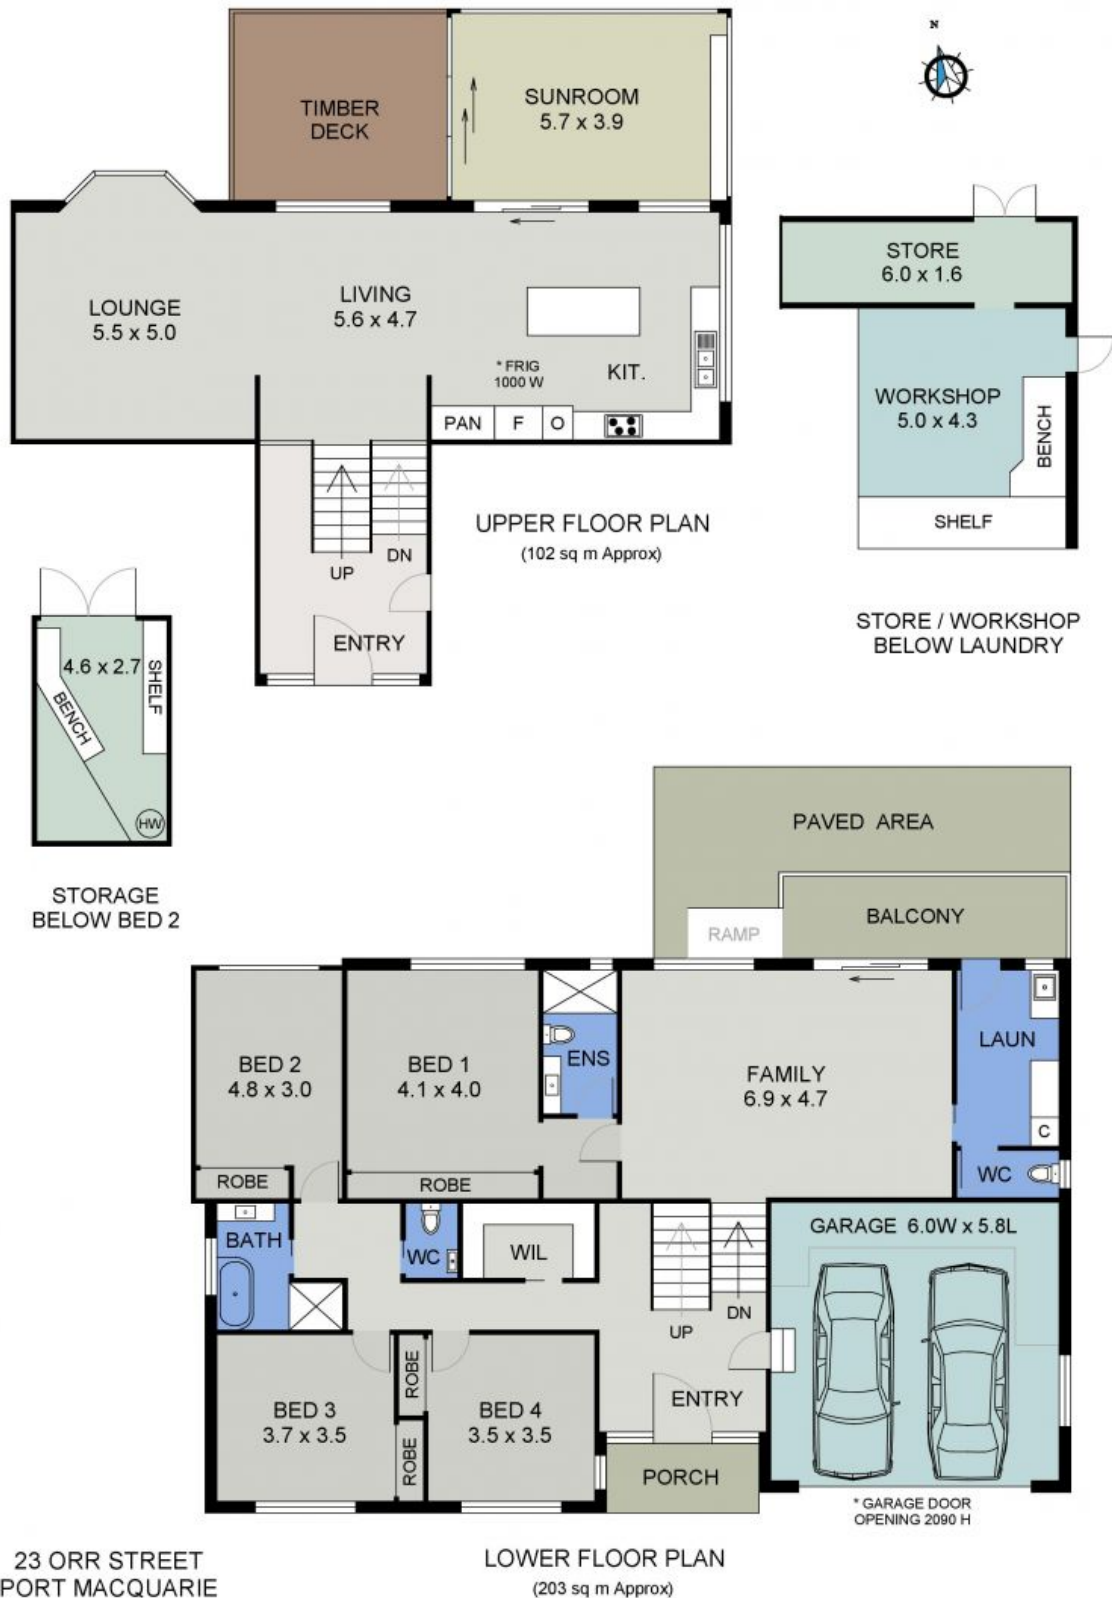 N
TIMBER
DECK
SUNROOM
5.7 x 3.9
LOUNGE
5.5 x 5.0
LIVING
5.6 x 4.7
* FRIG
1000 W
KIT.
PAN
F
O
UP
DN
ENTRY
UPPER FLOOR PLAN
(102 sq m Approx)
STORE
6.0 x 1.6
WORKSHOP
5.0 x 4.3
BENCH
SHELF
STORE / WORKSHOP
BELOW LAUNDRY
4.6 x 2.7
SHELF
BENCH
HW
STORAGE
BELOW BED 2
PAVED AREA
BALCONY
RAMP
BED 2
4.8 x 3.0
ROBE
BED 1
4.1 x 4.0
ROBE
ENS
FAMILY
6.9 x 4.7
LAUN
C
WC
BATH
WC
WIL
GARAGE 6.0W x 5.8L
UP
DN
ENTRY
BED 3
3.7 x 3.5
ROBE
ROBE
BED 4
3.5 x 3.5
PORCH
* GARAGE DOOR
OPENING 2090 H
23 ORR STREET
PORT MACQUARIE
LOWER FLOOR PLAN
(203 sq m Approx)